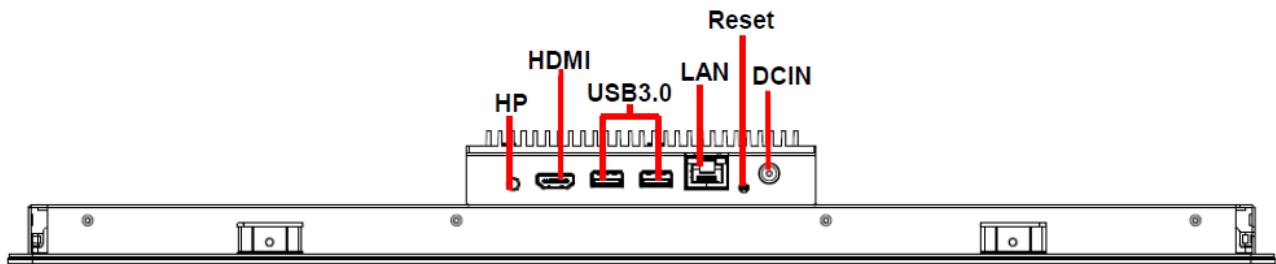 Reset
HDMI
LAN
DCIN
USB3.0
HP